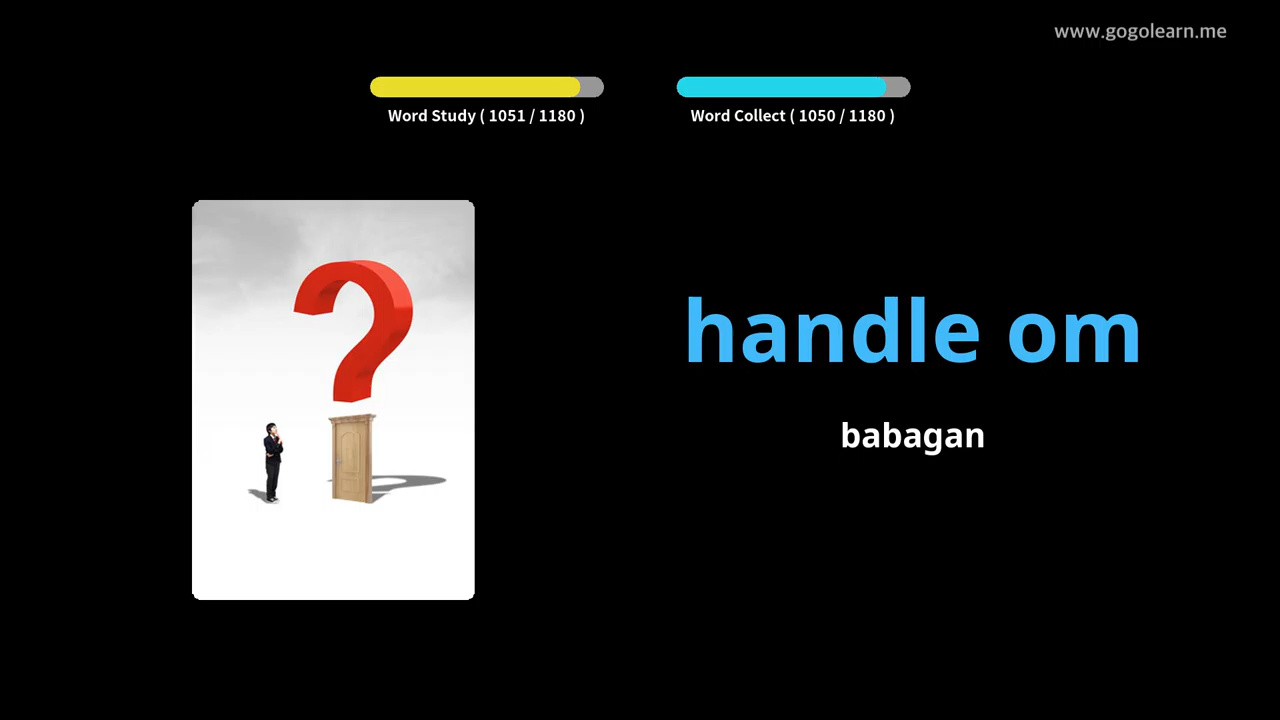 www.gogolearn.me
Word Study ( 1051 / 1180 )
Word Collect ( 1050 / 1180 )
handle om
babagan